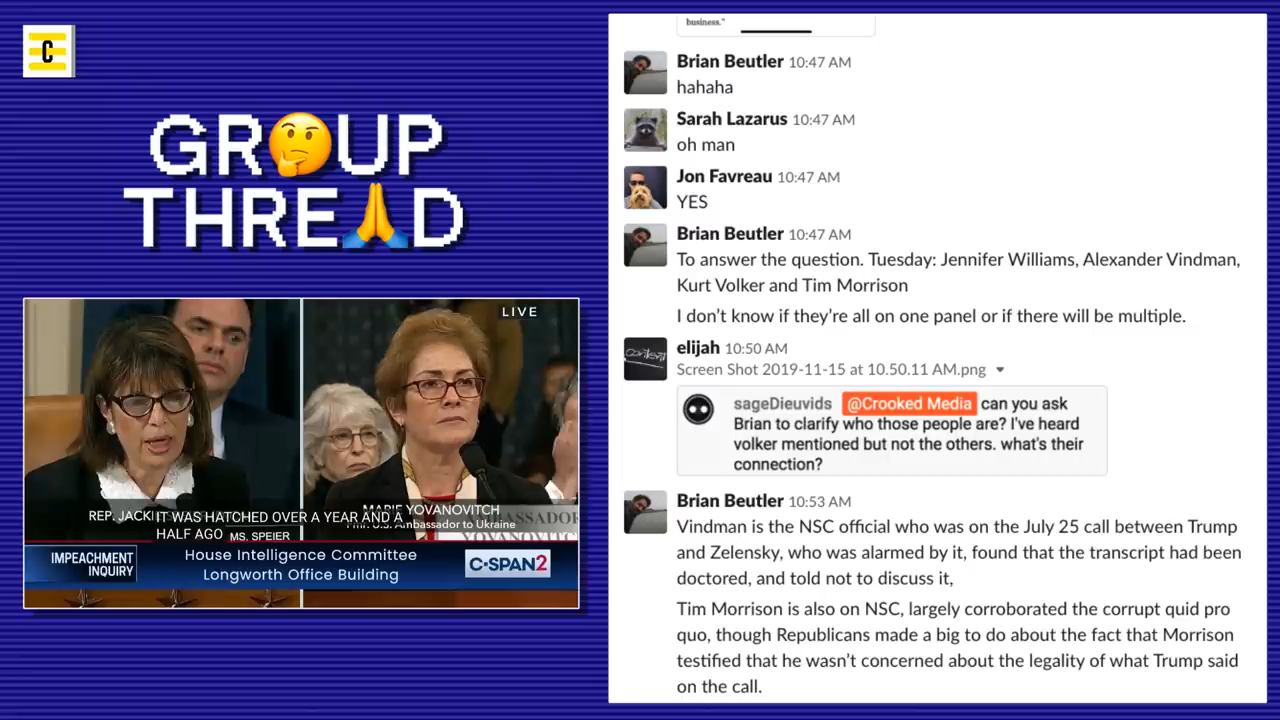 C
GR🤔UP
THRE🙏D
LIVE
REP. JACKI
IT WAS HATCHED OVER A YEAR AND A
HALF AGO
MS. SPEIER
YOVANOVITCH
Ambassador to Ukraine
IMPEACHMENT
INQUIRY
House Intelligence Committee
Longworth Office Building
C-SPAN2
business."
Brian Beutler 10:47 AM
hahaha
Sarah Lazarus 10:47 AM
oh man
Jon Favreau 10:47 AM
YES
Brian Beutler 10:47 AM
To answer the question. Tuesday: Jennifer Williams, Alexander Vindman,
Kurt Volker and Tim Morrison
I don't know if they're all on one panel or if there will be multiple.
elijah 10:50 AM
Screen Shot 2019-11-15 at 10.50.11 AM.png
sageDieuvids @Crooked Media can you ask
Brian to clarify who those people are? I've heard
volker mentioned but not the others. what's their
connection?
Brian Beutler 10:53 AM
Vindman is the NSC official who was on the July 25 call between Trump
and Zelensky, who was alarmed by it, found that the transcript had been
doctored, and told not to discuss it,
Tim Morrison is also on NSC, largely corroborated the corrupt quid pro
quo, though Republicans made a big to do about the fact that Morrison
testified that he wasn't concerned about the legality of what Trump said
on the call.